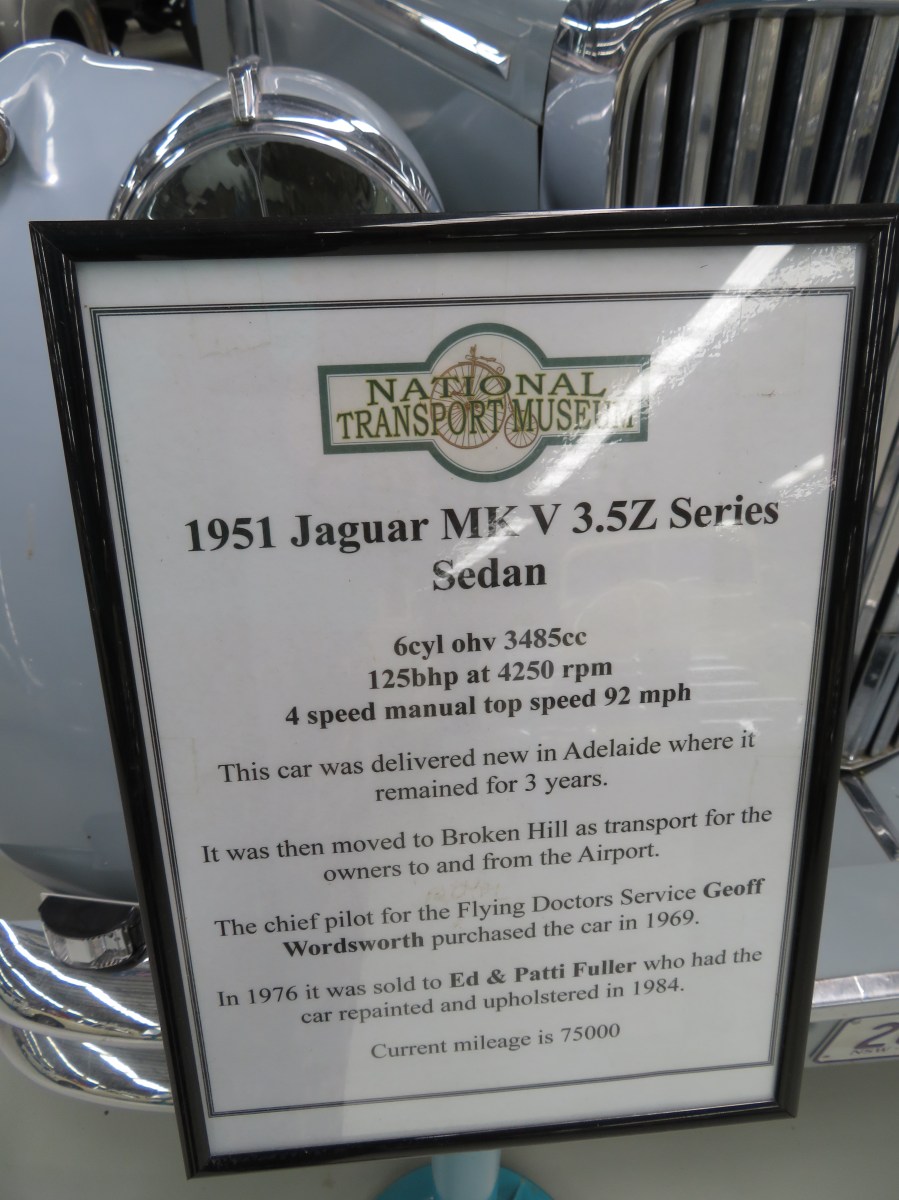 NATIONAL
TRANSPORT MUSEUM
1951 Jaguar MK V 3.5Z Series
Sedan
6cyl ohv 3485cc
125bhp at 4250 rpm
4 speed manual top speed 92 mph
This car was delivered new in Adelaide where it
remained for 3 years.
It was then moved to Broken Hill as transport for the
owners to and from the Airport.
The chief pilot for the Flying Doctors Service Geoff
Wordsworth purchased the car in 1969.
In 1976 it was sold to Ed & Patti Fuller who had the
car repainted and upholstered in 1984.
Current mileage is 75000
NSW